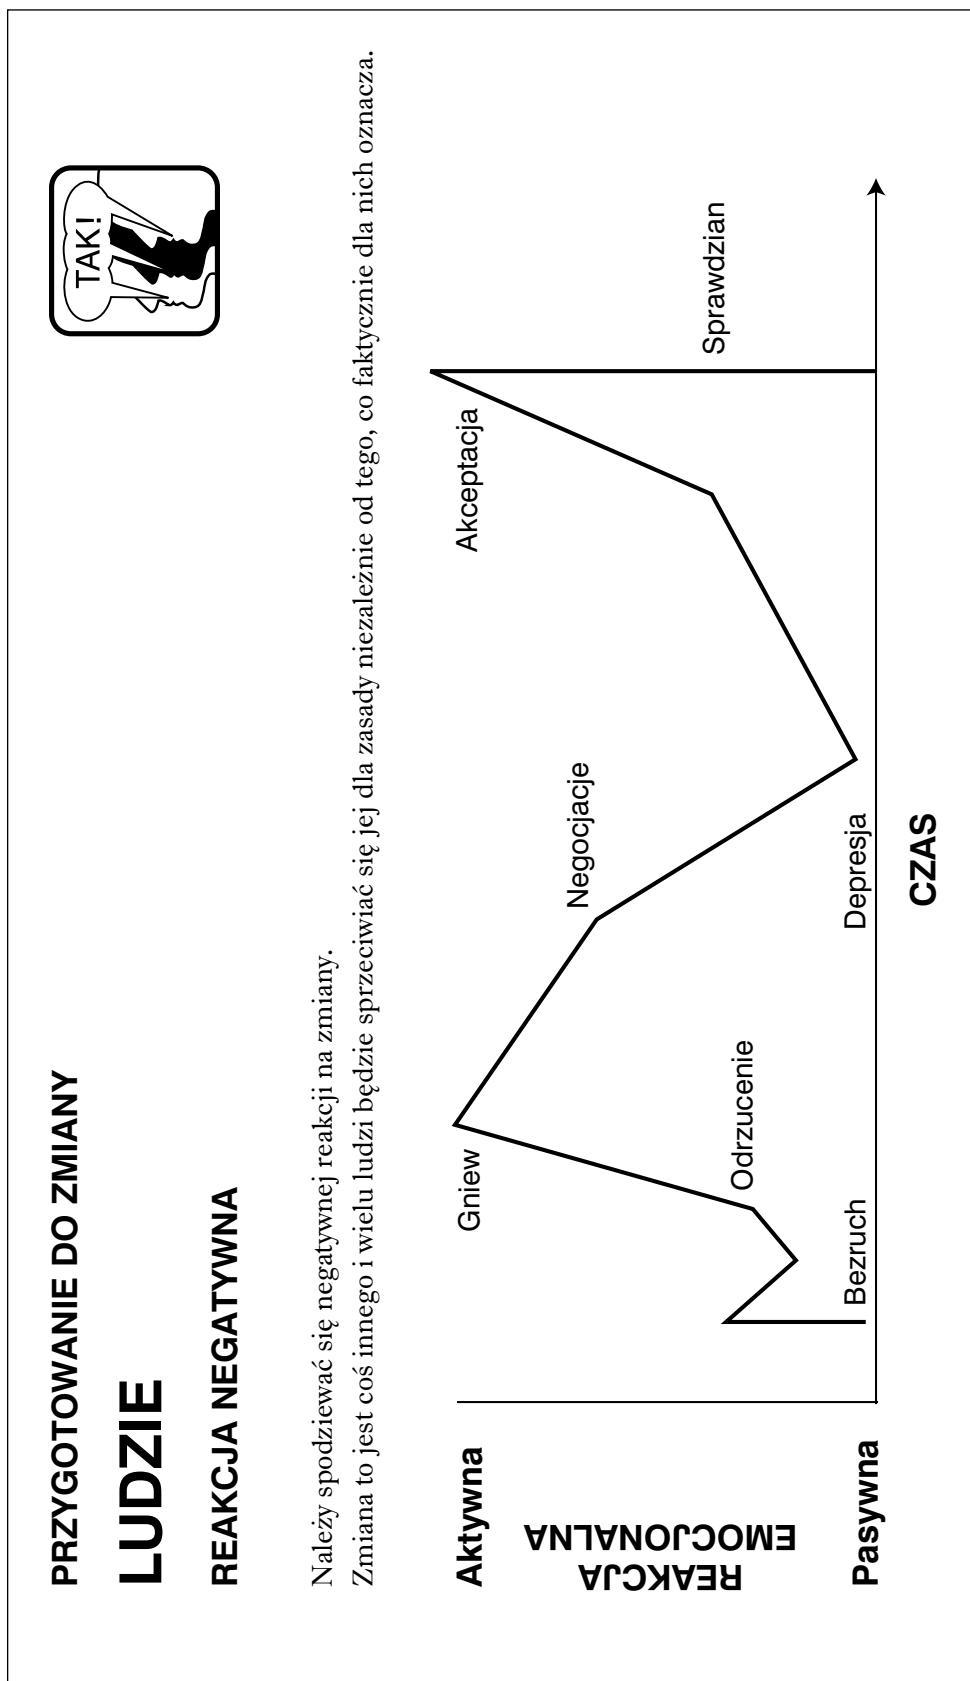 PRZYGOTOWANIE DO ZMIANY
LUDZIE
REAKCJA NEGATYWNA
TAK!
Należy spodziewać się negatywnej reakcji na zmiany.
Zmiana to jest coś innego i wielu ludzi będzie sprzeciwiać się jej dla zasady niezależnie od tego, co faktycznie dla nich oznacza.
Aktywna
REAKCJA
EMOCJONALNA
Pasywna
Bezruch
Odrzucenie
Gniew
Negocjacje
Depresja
Akceptacja
Sprawdzian
CZAS